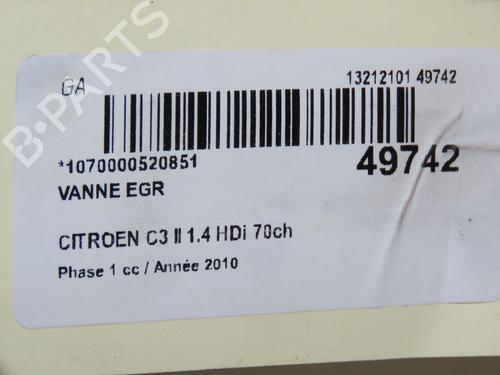 GA
13212101 49742
*1070000520851
49742
VANNE EGR
CITROEN C3 II 1.4 HDi 70ch
Phase 1 cc / Année 2010
B-PARTS